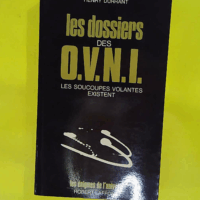 HENRY DURRANT
les dossiers
DES
O.V.N.I.
LES SOUCOUPES VOLANTES
EXISTENT
les énigmes de l'univers
ROBERT LAFFONT